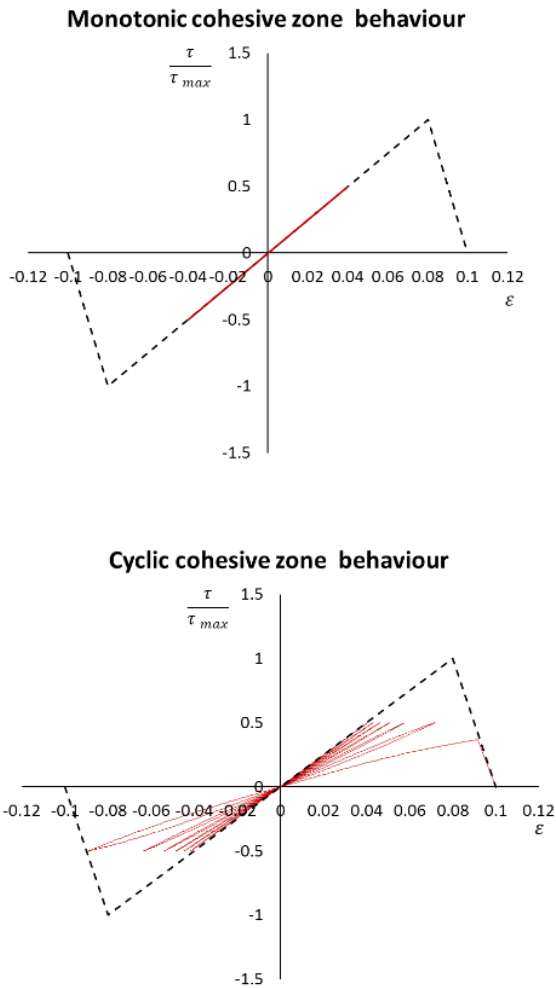 Monotonic cohesive zone behaviour
τ
τ max
1.5
1
0.5
0
-0.12 -0.1 -0.08 -0.06 -0.04 -0.02 0 0.02 0.04 0.06 0.08 0.1 0.12
ε
-0.5
-1
-1.5
Cyclic cohesive zone behaviour
τ
τ max
1.5
1
0.5
0
-0.12 -0.1 -0.08 -0.06 -0.04 -0.02 0 0.02 0.04 0.06 0.08 0.1 0.12
ε
-0.5
-1
-1.5